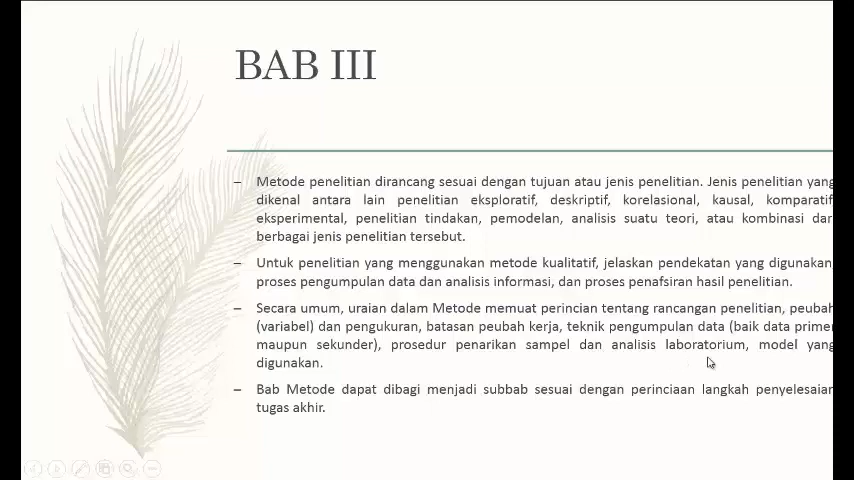 BAB III
– Metode penelitian dirancang sesuai dengan tujuan atau jenis penelitian. Jenis penelitian yang
dikenal antara lain penelitian eksploratif, deskriptif, korelasional, kausal, komparatif
eksperimental, penelitian tindakan, pemodelan, analisis suatu teori, atau kombinasi dar
berbagai jenis penelitian tersebut.
– Untuk penelitian yang menggunakan metode kualitatif, jelaskan pendekatan yang digunakan
proses pengumpulan data dan analisis informasi, dan proses penafsiran hasil penelitian.
– Secara umum, uraian dalam Metode memuat perincian tentang rancangan penelitian, peubah
(variabel) dan pengukuran, batasan peubah kerja, teknik pengumpulan data (baik data primer
maupun sekunder), prosedur penarikan sampel dan analisis laboratorium, model yang
digunakan.
– Bab Metode dapat dibagi menjadi subbab sesuai dengan perinciaan langkah penyelesaian
tugas akhir.